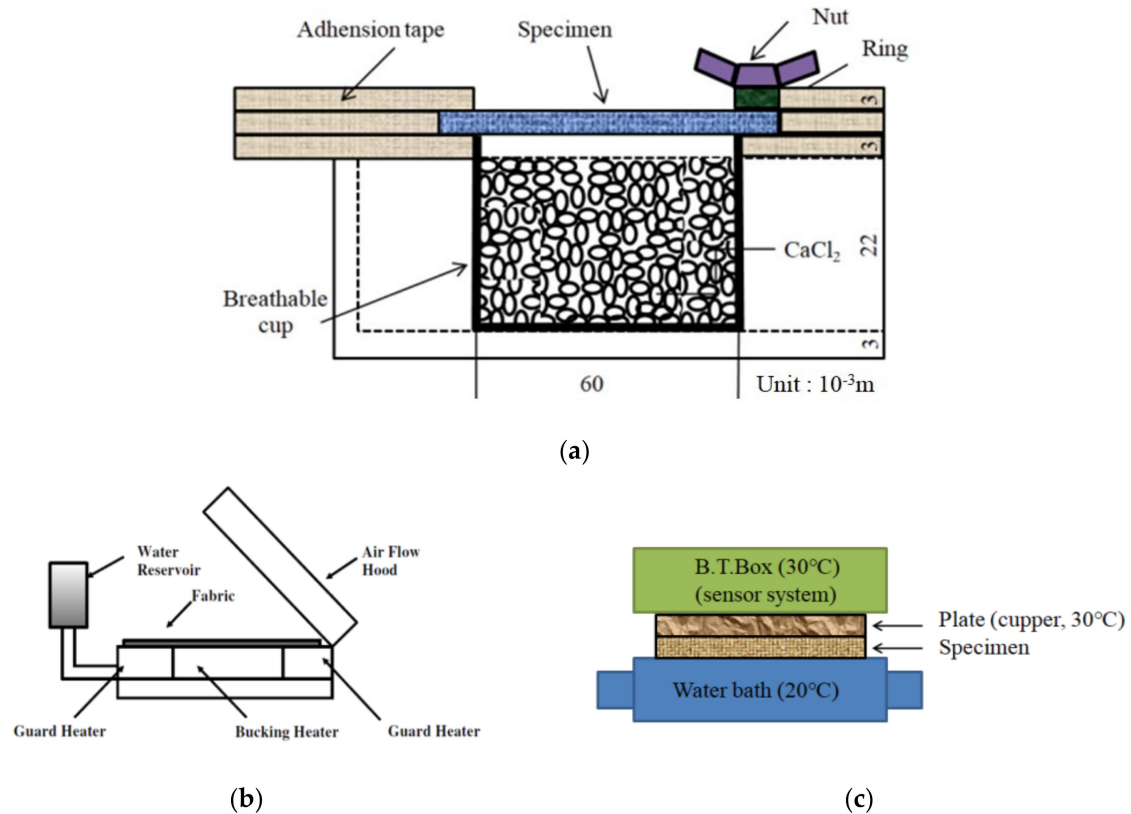 Nut
Adhension tape
Specimen
Ring
3
3
22
CaCl₂
Breathable
cup
3
60
Unit : 10⁻³m
(a)
Water
Reservoir
Air Flow
Hood
Fabric
Guard Heater
Bucking Heater
Guard Heater
(b)
B.T.Box (30℃)
(sensor system)
Plate (cupper, 30℃)
Specimen
Water bath (20℃)
(c)